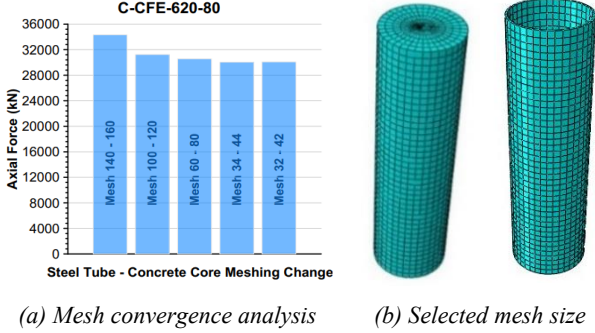 C-CFE-620-80
36000
32000
28000
24000
20000
16000
12000
8000
4000
0
Axial Force (kN)
Mesh 140 - 160
Mesh 100 - 120
Mesh 60 - 80
Mesh 34 - 44
Mesh 32 - 42
Steel Tube - Concrete Core Meshing Change
(a) Mesh convergence analysis
(b) Selected mesh size